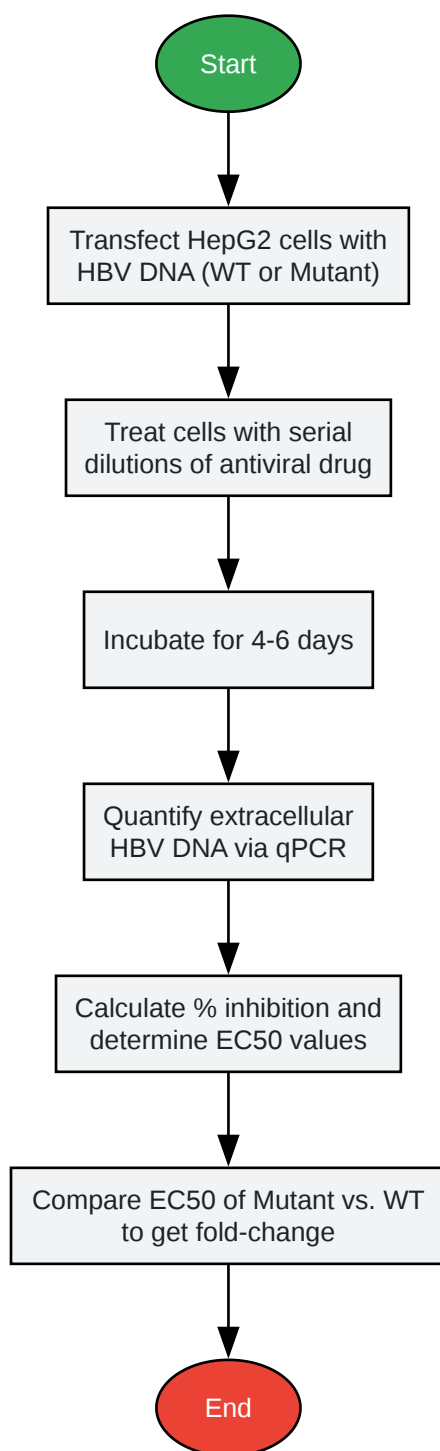 Start
Transfect HepG2 cells with
HBV DNA (WT or Mutant)
Treat cells with serial
dilutions of antiviral drug
Incubate for 4-6 days
Quantify extracellular
HBV DNA via qPCR
Calculate % inhibition and
determine EC50 values
Compare EC50 of Mutant vs. WT
to get fold-change
End